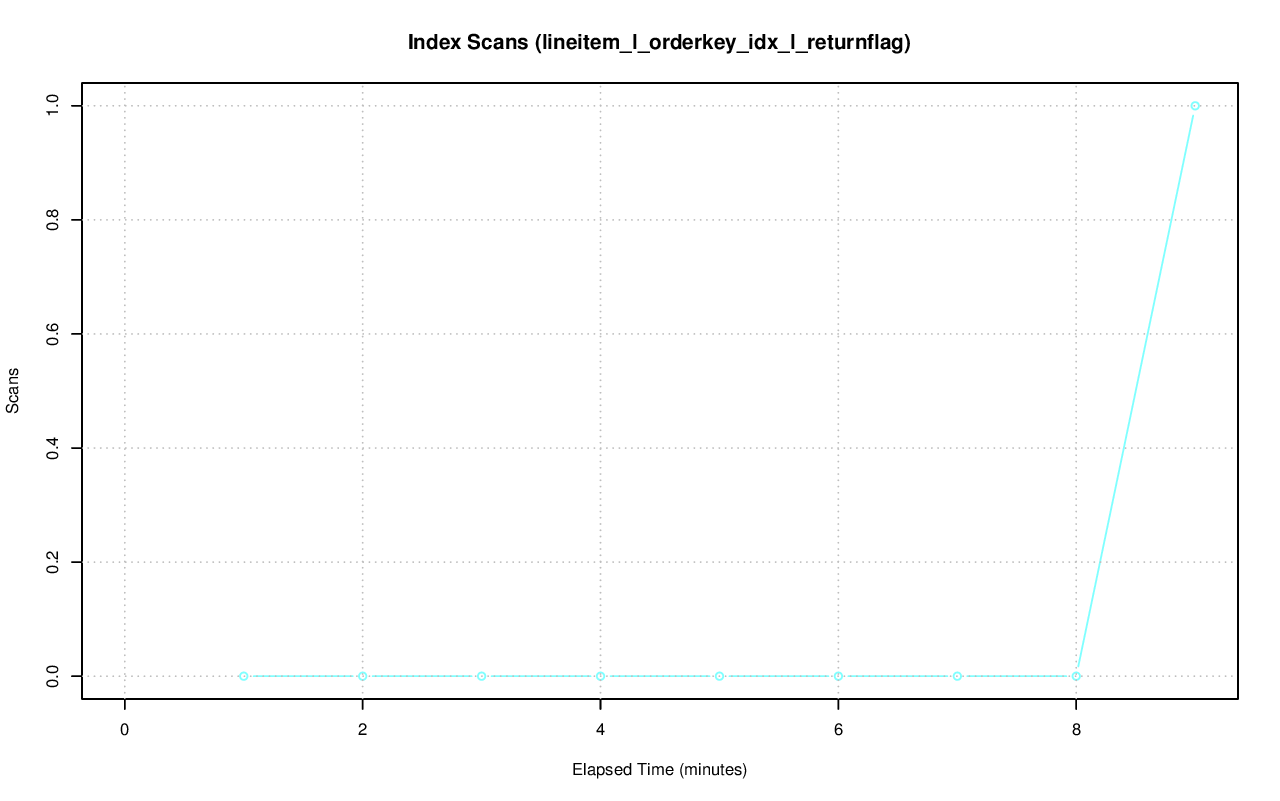 Index Scans (lineitem_l_orderkey_idx_l_returnflag)
1.0
0.8
0.6
0.4
0.2
0.0
Scans
0 2 4 6 8
Elapsed Time (minutes)